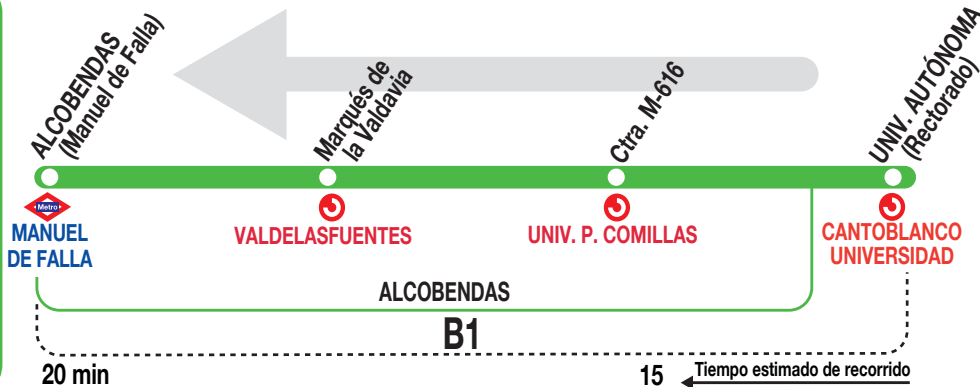 ALCOBENDAS
(Manuel de Falla)
Marqués de
la Valdavia
Ctra. M-616
UNIV. AUTÓNOMA
(Rectorado)
Metro
MANUEL
DE FALLA
VALDELASFUENTES
UNIV. P. COMILLAS
CANTOBLANCO
UNIVERSIDAD
ALCOBENDAS
B1
20 min
15
Tiempo estimado de recorrido